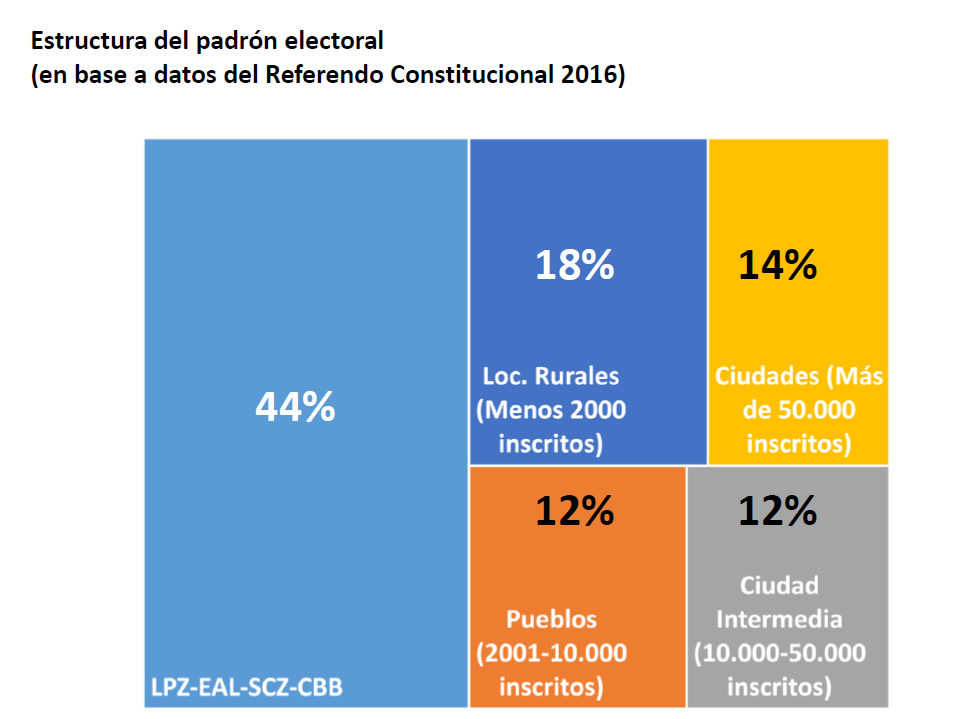 Estructura del padrón electoral
(en base a datos del Referendo Constitucional 2016)
44%
LPZ-EAL-SCZ-CBB
18%
Loc. Rurales
(Menos 2000
inscritos)
14%
Ciudades (Más
de 50.000
inscritos)
12%
Pueblos
(2001-10.000
inscritos)
12%
Ciudad
Intermedia
(10.000-50.000
inscritos)